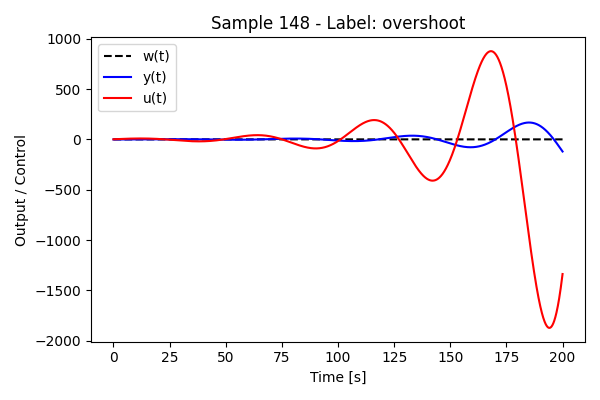 Sample 148 - Label: overshoot
w(t)
y(t)
u(t)
Output / Control
1000
500
0
−500
−1000
−1500
−2000
0 25 50 75 100 125 150 175 200
Time [s]